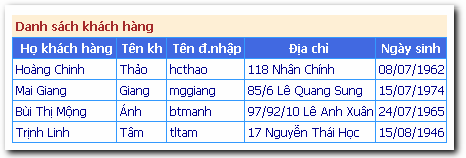 Danh sách khách hàng
Họ khách hàng Tên kh Tên đ.nhập Địa chỉ Ngày sinh
Hoàng Chinh Thảo hcthao 118 Nhân Chính 08/07/1962
Mai Giang Giang mggiang 85/6 Lê Quang Sung 15/07/1974
Bùi Thị Mộng Ánh btmanh 97/92/10 Lê Anh Xuân 24/07/1965
Trịnh Linh Tâm tltam 17 Nguyễn Thái Học 15/08/1946